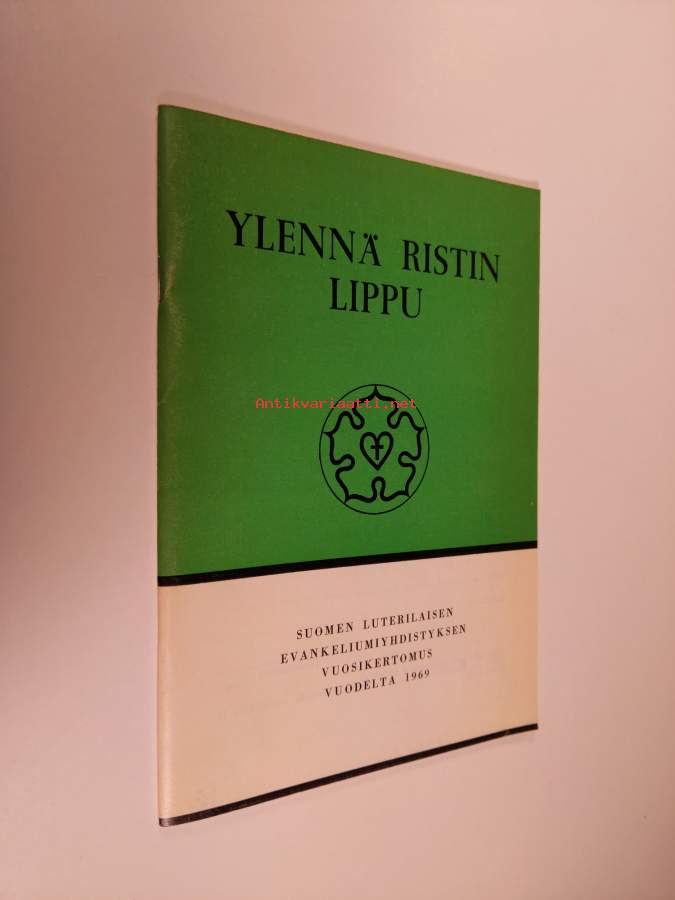 YLENNÄ RISTIN
LIPPU
Antikvariaatti.net
SUOMEN LUTERILAISEN
EVANKELIUMIYHDISTYKSEN
VUOSIKERTOMUS
VUODELTA 1969